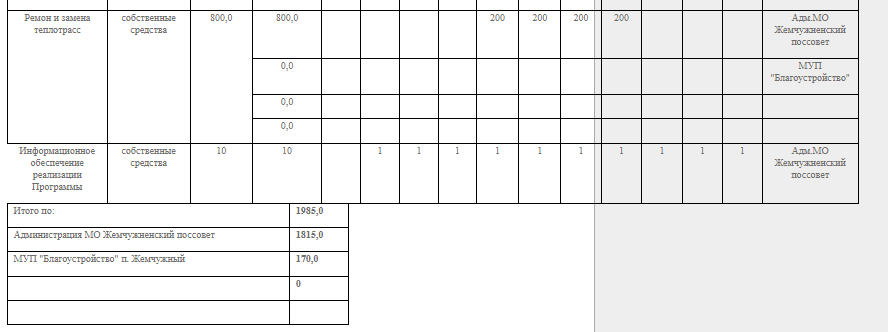 Ремон и замена собственные 800,0 800,0 200 200 200 200 Адм.МО
теплотрасс средства Жемчужненский
поссовет
0,0 МУП
"Благоустройство"
0,0
0,0
Информационное собственные 10 10 1 1 1 1 1 1 1 1 1 1 Адм.МО
обеспечение средства Жемчужненский
реализации поссовет
Программы
Итого по: 1985,0
Администрация МО Жемчужненский поссовет 1815,0
МУП "Благоустройство" п. Жемчужный 170,0
0